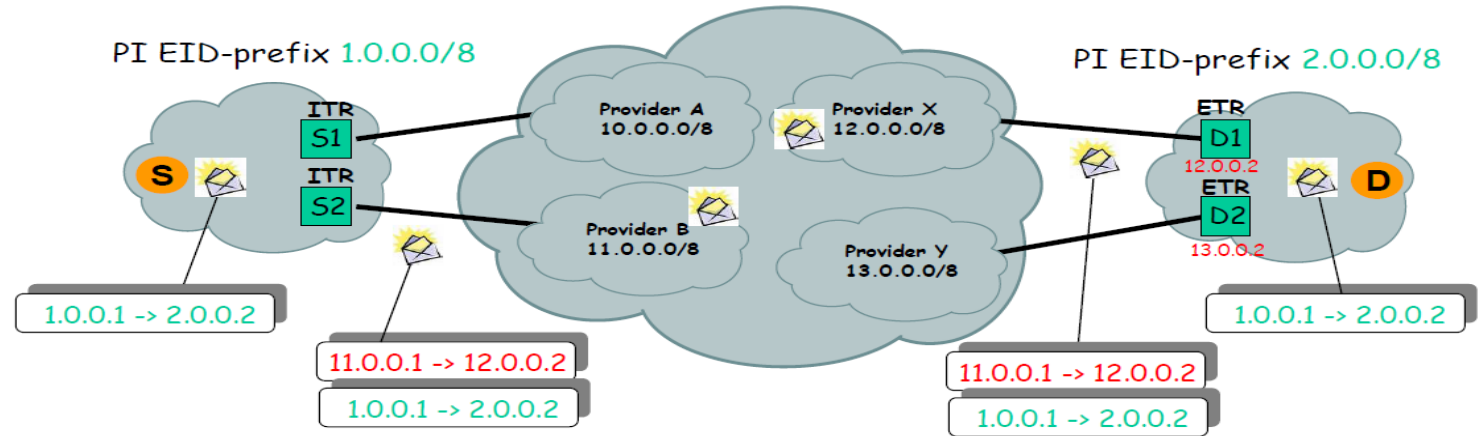 PI EID-prefix 1.0.0.0/8
PI EID-prefix 2.0.0.0/8
ITR
S1
ITR
S2
S
Provider A
10.0.0.0/8
Provider B
11.0.0.0/8
Provider X
12.0.0.0/8
Provider Y
13.0.0.0/8
ETR
D1
12.0.0.2
ETR
D2
13.0.0.2
D
1.0.0.1 -> 2.0.0.2
11.0.0.1 -> 12.0.0.2
1.0.0.1 -> 2.0.0.2
11.0.0.1 -> 12.0.0.2
1.0.0.1 -> 2.0.0.2
1.0.0.1 -> 2.0.0.2